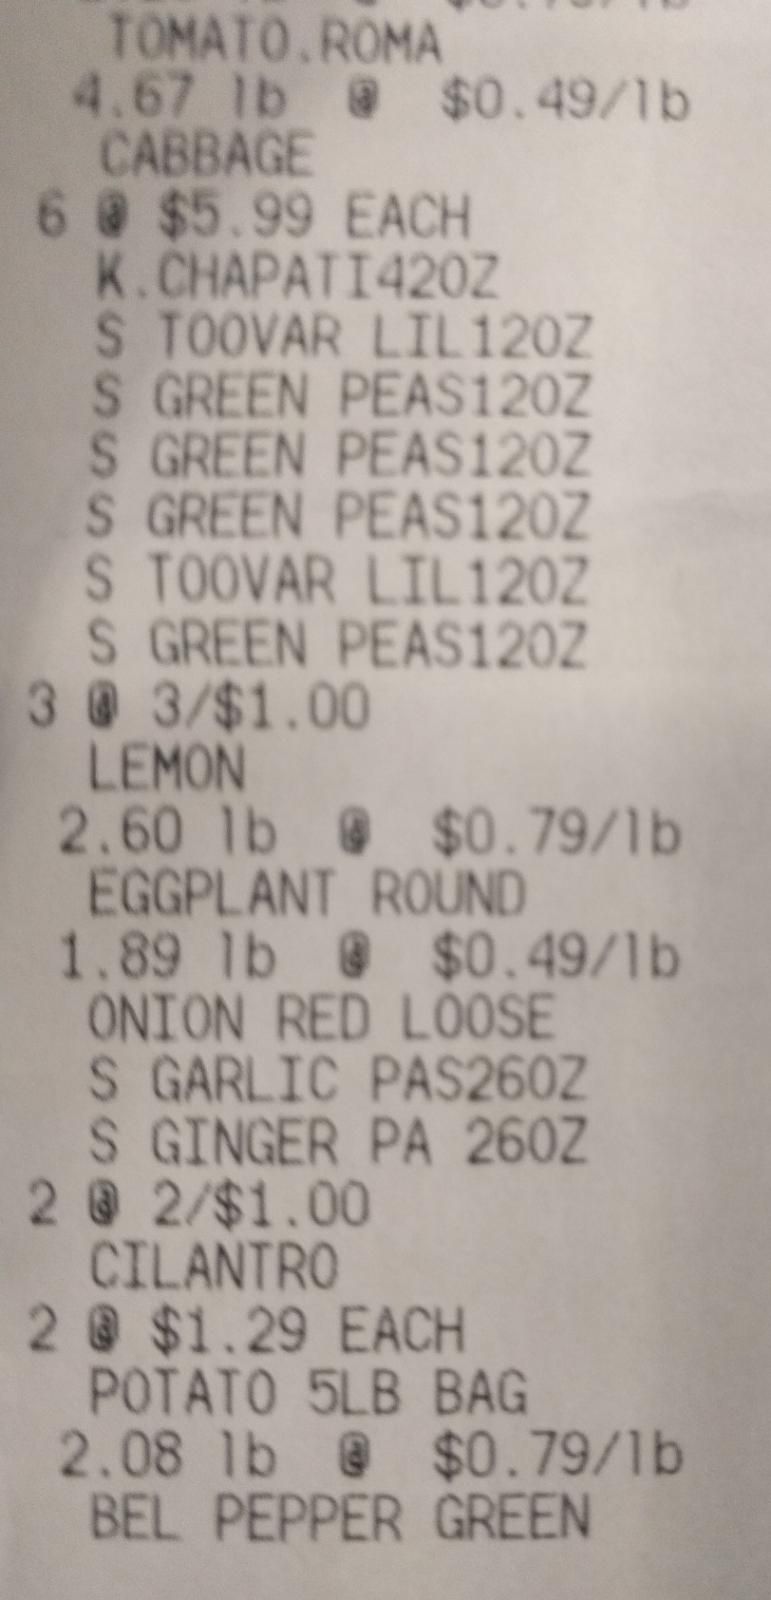 TOMATO.ROMA
4.67 lb @ $0.49/lb
CABBAGE
6 @ $5.99 EACH
K.CHAPATI42OZ
S TOOVAR LIL12OZ
S GREEN PEAS12OZ
S GREEN PEAS12OZ
S GREEN PEAS12OZ
S TOOVAR LIL12OZ
S GREEN PEAS12OZ
3 @ 3/$1.00
LEMON
2.60 lb @ $0.79/lb
EGGPLANT ROUND
1.89 lb @ $0.49/lb
ONION RED LOOSE
S GARLIC PAS26OZ
S GINGER PA 26OZ
2 @ 2/$1.00
CILANTRO
2 @ $1.29 EACH
POTATO 5LB BAG
2.08 lb @ $0.79/lb
BEL PEPPER GREEN